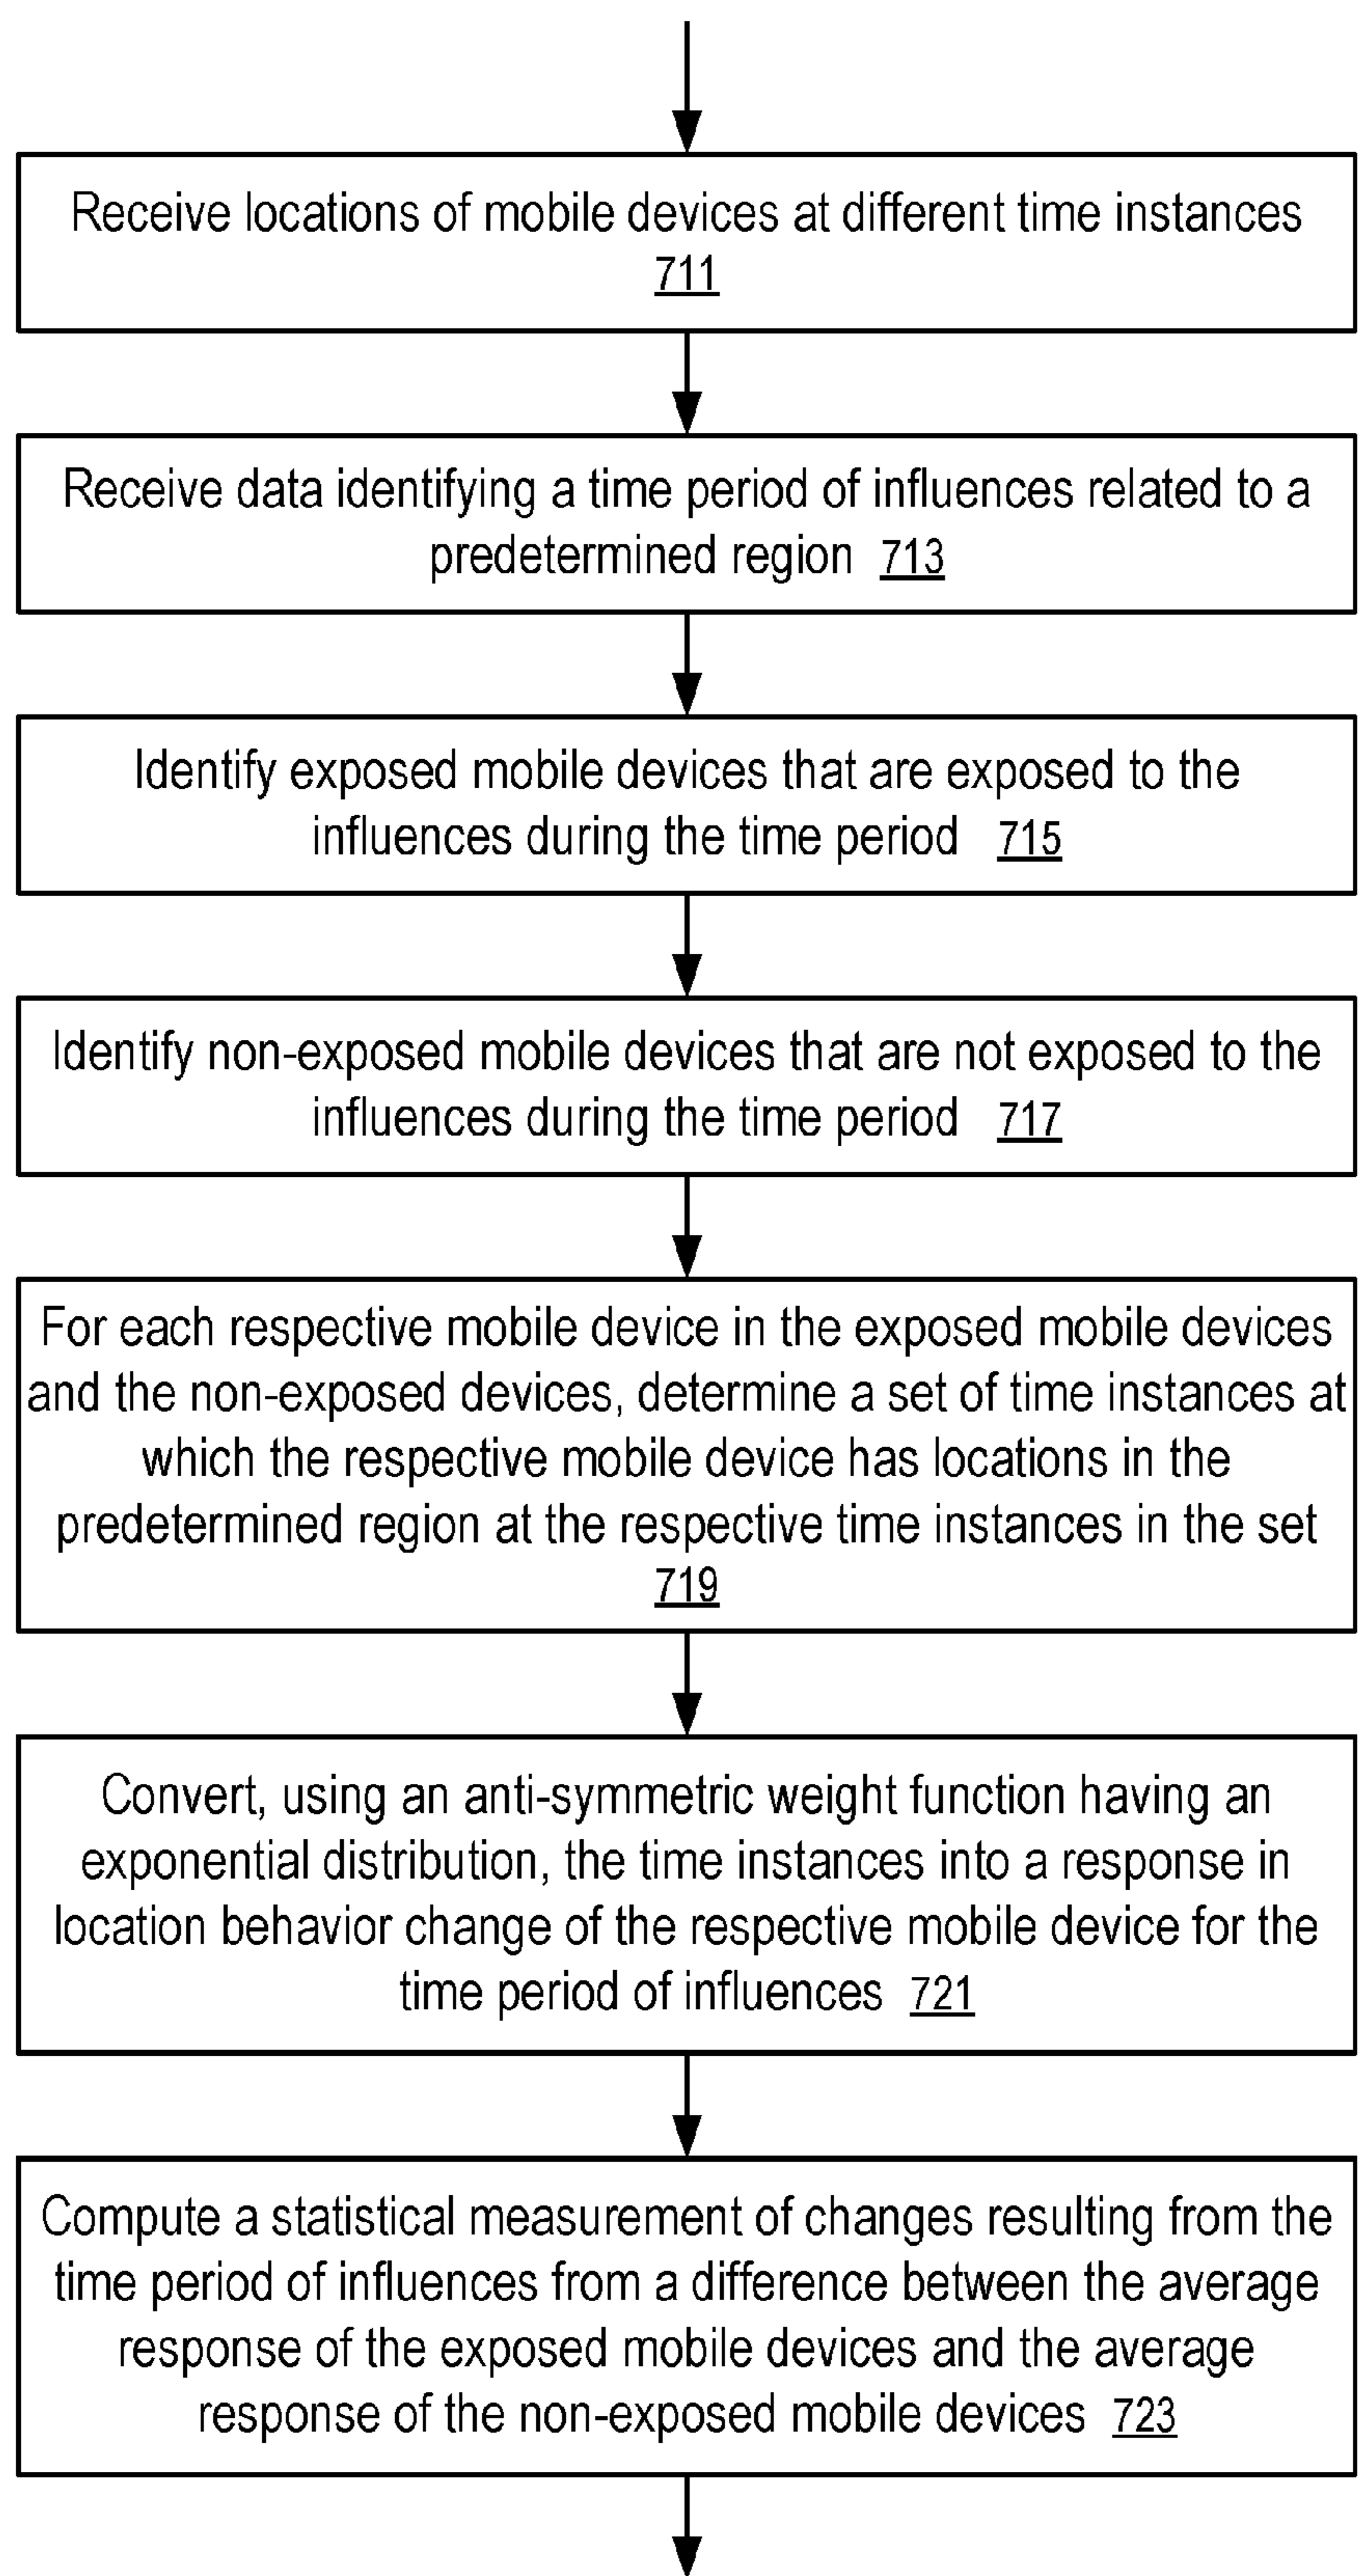 Receive locations of mobile devices at different time instances
711
Receive data identifying a time period of influences related to a
predetermined region 713
Identify exposed mobile devices that are exposed to the
influences during the time period 715
Identify non-exposed mobile devices that are not exposed to the
influences during the time period 717
For each respective mobile device in the exposed mobile devices
and the non-exposed devices, determine a set of time instances at
which the respective mobile device has locations in the
predetermined region at the respective time instances in the set
719
Convert, using an anti-symmetric weight function having an
exponential distribution, the time instances into a response in
location behavior change of the respective mobile device for the
time period of influences 721
Compute a statistical measurement of changes resulting from the
time period of influences from a difference between the average
response of the exposed mobile devices and the average
response of the non-exposed mobile devices 723